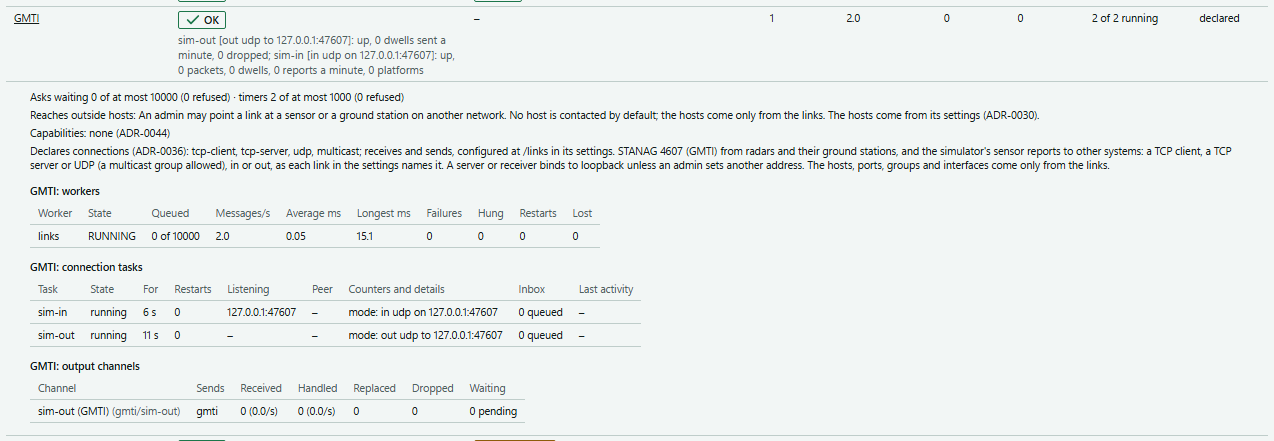 GMTI OK – 1 2.0 0 0 2 of 2 running declared
sim-out [out udp to 127.0.0.1:47607]: up, 0 dwells sent a
minute, 0 dropped; sim-in [in udp on 127.0.0.1:47607]: up,
0 packets, 0 dwells, 0 reports a minute, 0 platforms
Asks waiting 0 of at most 10000 (0 refused) · timers 2 of at most 1000 (0 refused)
Reaches outside hosts: An admin may point a link at a sensor or a ground station on another network. No host is contacted by default; the hosts come only from the links. The hosts come from its settings (ADR-0030).
Capabilities: none (ADR-0044)
Declares connections (ADR-0036): tcp-client, tcp-server, udp, multicast; receives and sends, configured at /links in its settings. STANAG 4607 (GMTI) from radars and their ground stations, and the simulator's sensor reports to other systems: a TCP client, a TCP
server or UDP (a multicast group allowed), in or out, as each link in the settings names it. A server or receiver binds to loopback unless an admin sets another address. The hosts, ports, groups and interfaces come only from the links.
GMTI: workers
Worker State Queued Messages/s Average ms Longest ms Failures Hung Restarts Lost
links RUNNING 0 of 10000 2.0 0.05 15.1 0 0 0 0
GMTI: connection tasks
Task State For Restarts Listening Peer Counters and details Inbox Last activity
sim-in running 6 s 0 127.0.0.1:47607 – mode: in udp on 127.0.0.1:47607 0 queued –
sim-out running 11 s 0 – – mode: out udp to 127.0.0.1:47607 0 queued –
GMTI: output channels
Channel Sends Received Handled Replaced Dropped Waiting
sim-out (GMTI) (gmti/sim-out) gmti 0 (0.0/s) 0 (0.0/s) 0 0 0 pending